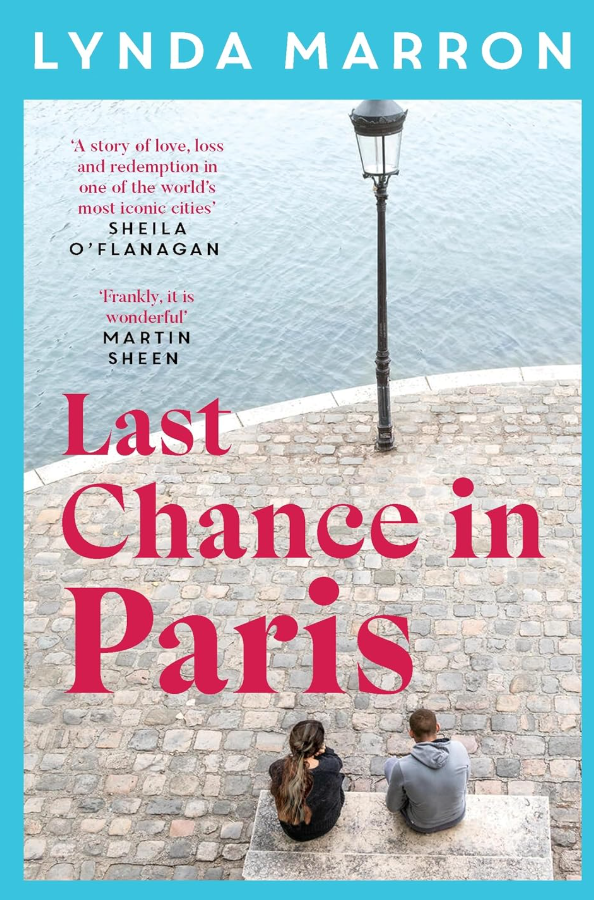 LYNDA MARRON
‘A story of love, loss
and redemption in
one of the world’s
most iconic cities’
SHEILA
O’FLANAGAN
‘Frankly, it is
wonderful’
MARTIN
SHEEN
Last
Chance in
Paris